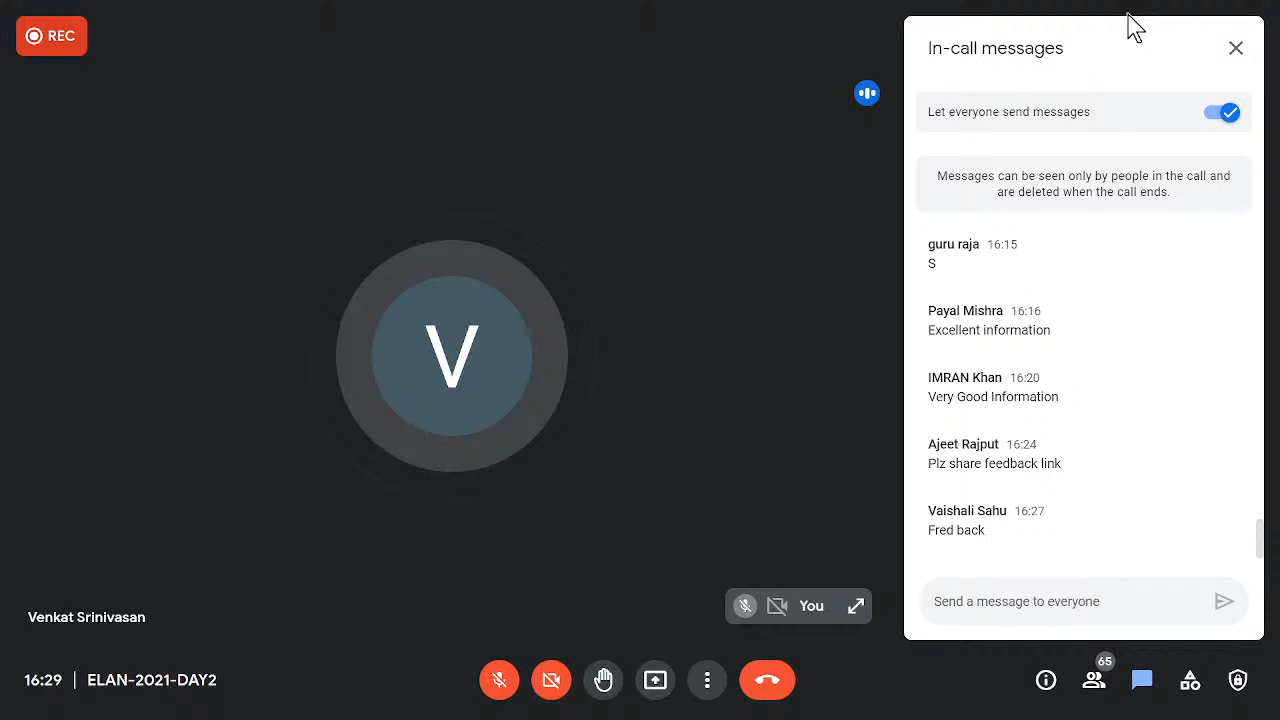 REC
In-call messages
Let everyone send messages
Messages can be seen only by people in the call and
are deleted when the call ends.
guru raja 16:15
S
Payal Mishra 16:16
Excellent information
IMRAN Khan 16:20
Very Good Information
Ajeet Rajput 16:24
Plz share feedback link
Vaishali Sahu 16:27
Fred back
Send a message to everyone
V
You
Venkat Srinivasan
16:29 | ELAN-2021-DAY2
65